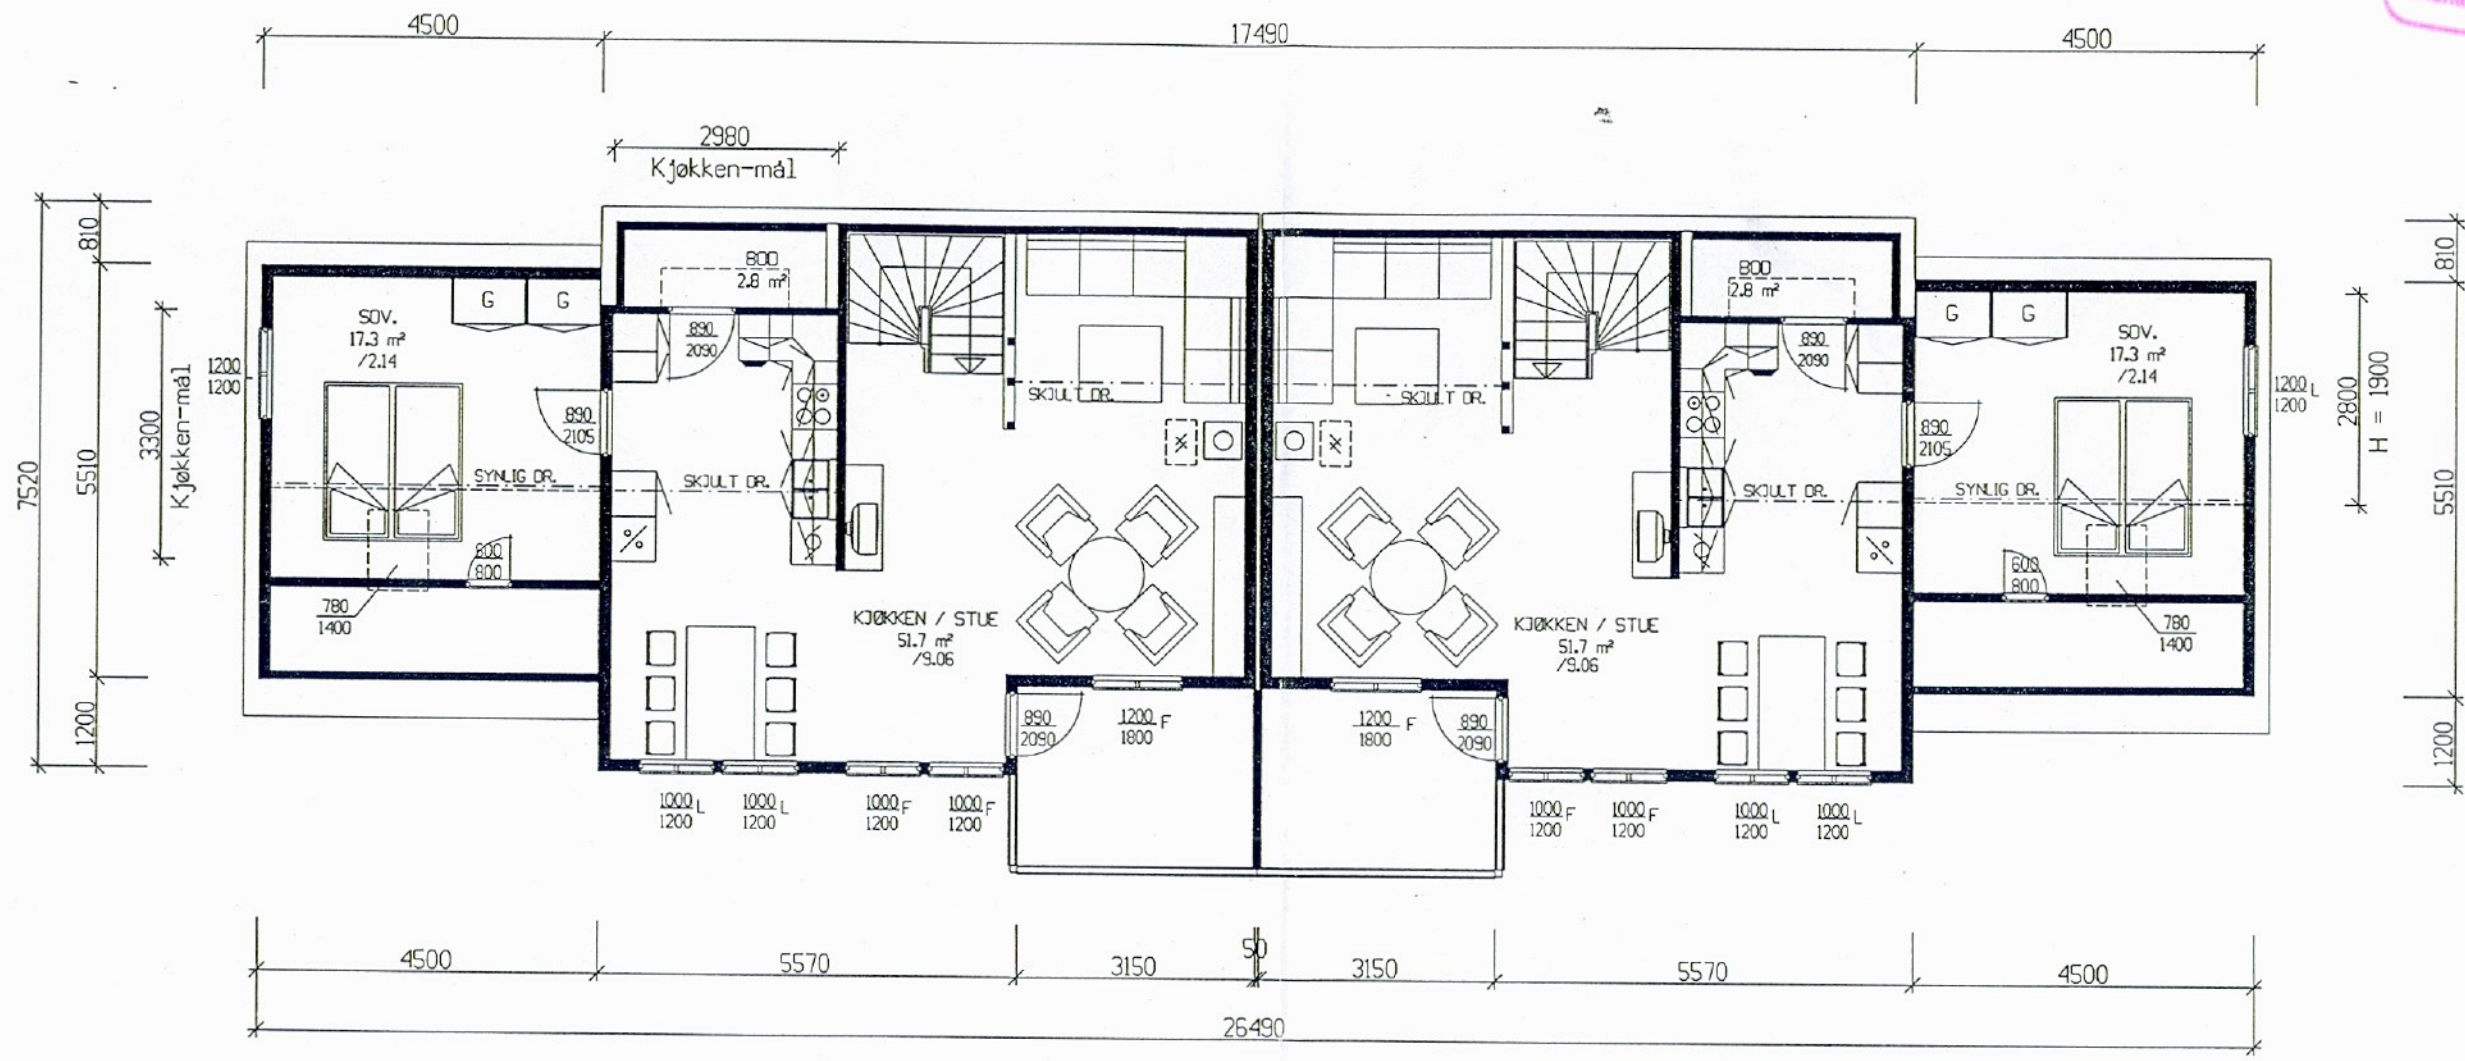 4500
17490
4500
2980
Kjøkken-mål
7520
810
5510
1200
3300
Kjøkken-mål
1200
1200
SOV.
17.3 m²
/2.14
G
G
BOD
2.8 m²
890
2090
890
2105
SYNLIG DR.
SKJULT DR.
SKJULT DR.
600
800
780
1400
KJØKKEN / STUE
51.7 m²
/9.06
890
2090
1200 F
1800
1000 L
1200
1000 L
1200
1000 F
1200
1000 F
1200
SKJULT DR.
BOD
2.8 m²
890
2090
890
2105
SKJULT DR.
SYNLIG DR.
G
G
SOV.
17.3 m²
/2.14
1200 L
1200
600
800
780
1400
KJØKKEN / STUE
51.7 m²
/9.06
1200 F
1800
890
2090
1000 F
1200
1000 F
1200
1000 L
1200
1000 L
1200
2800
H = 1900
810
5510
1200
4500
5570
3150
50
3150
5570
4500
26490